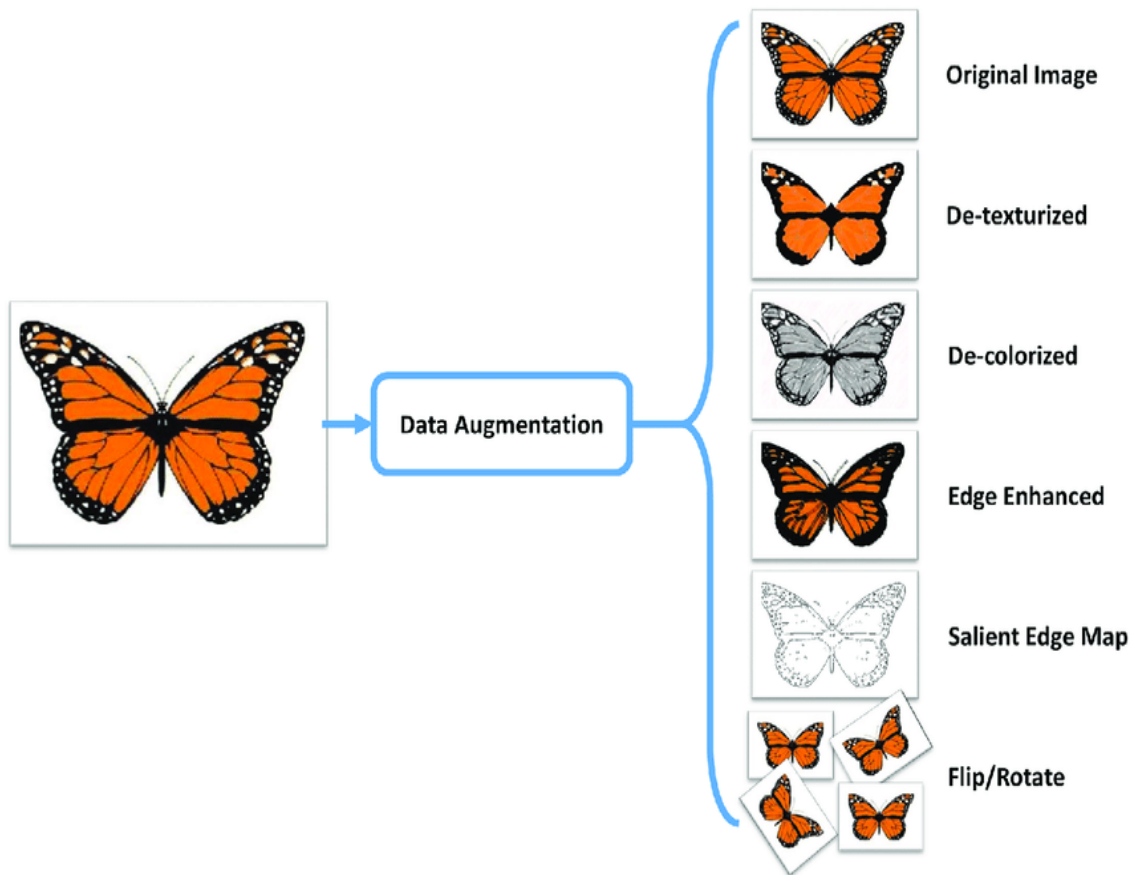 Original Image
De-texturized
De-colorized
Data Augmentation
Edge Enhanced
Salient Edge Map
Flip/Rotate